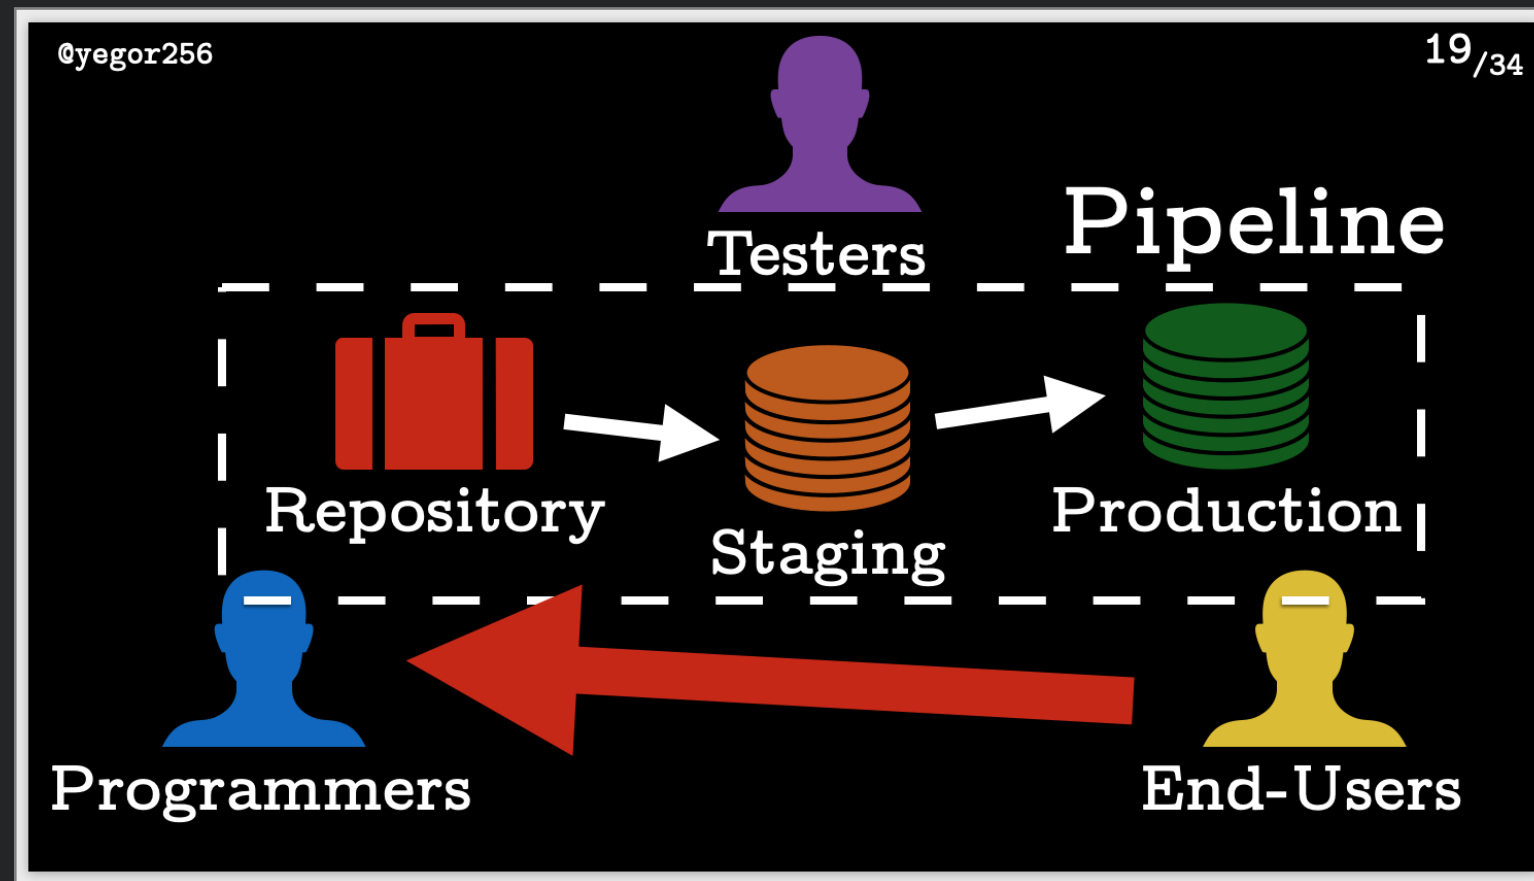 @yegor256
19/34
Testers
Pipeline
Repository
Staging
Production
Programmers
End-Users